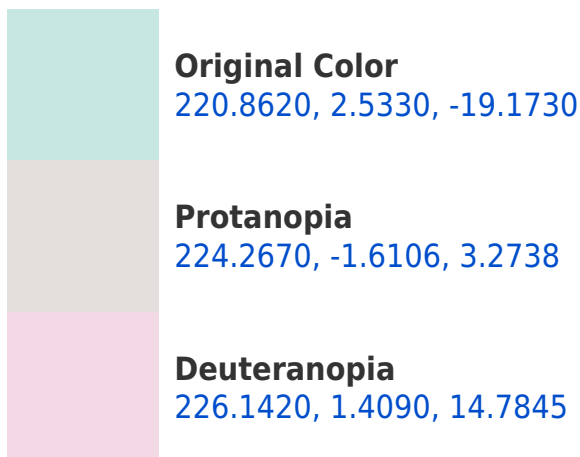 Original Color
220.8620, 2.5330, -19.1730
Protanopia
224.2670, -1.6106, 3.2738
Deuteranopia
226.1420, 1.4090, 14.7845